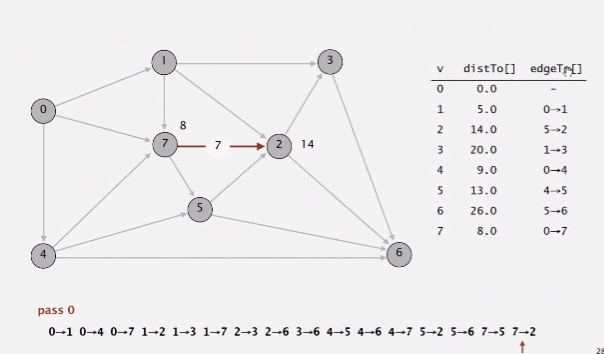 1
3
0
8
7
7
2
14
5
4
6
v distTo[] edgeTo[]
0 0.0 -
1 5.0 0→1
2 14.0 5→2
3 20.0 1→3
4 9.0 0→4
5 13.0 4→5
6 26.0 5→6
7 8.0 0→7
pass 0
0→1 0→4 0→7 1→2 1→3 1→7 2→3 2→6 3→6 4→5 4→6 4→7 5→2 5→6 7→5 7→2
28